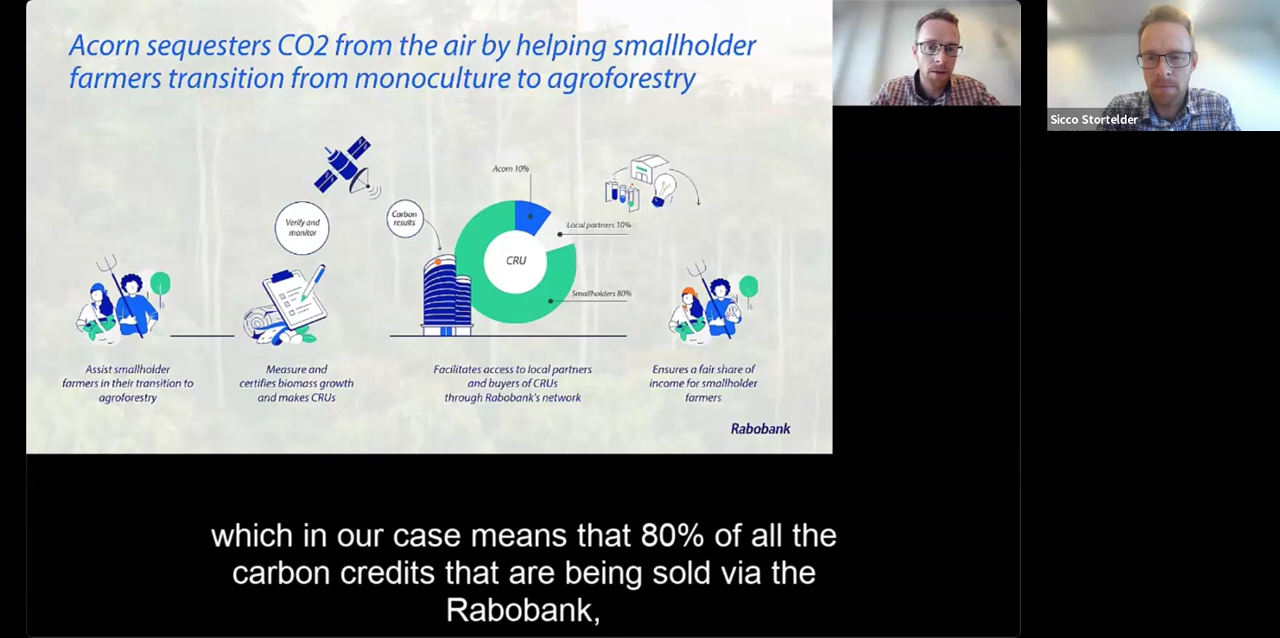 Acorn sequesters CO2 from the air by helping smallholder
farmers transition from monoculture to agroforestry
Sicco Stortelder
Acorn 10%
Verify and
monitor
Carbon
results
Local partners 10%
CRU
Smallholders 80%
Assist smallholder
farmers in their transition to
agroforestry
Measure and
certifies biomass growth
and makes CRUs
Facilitates access to local partners
and buyers of CRUs
through Rabobank's network
Ensures a fair share of
income for smallholder
farmers
Rabobank
which in our case means that 80% of all the
carbon credits that are being sold via the
Rabobank,